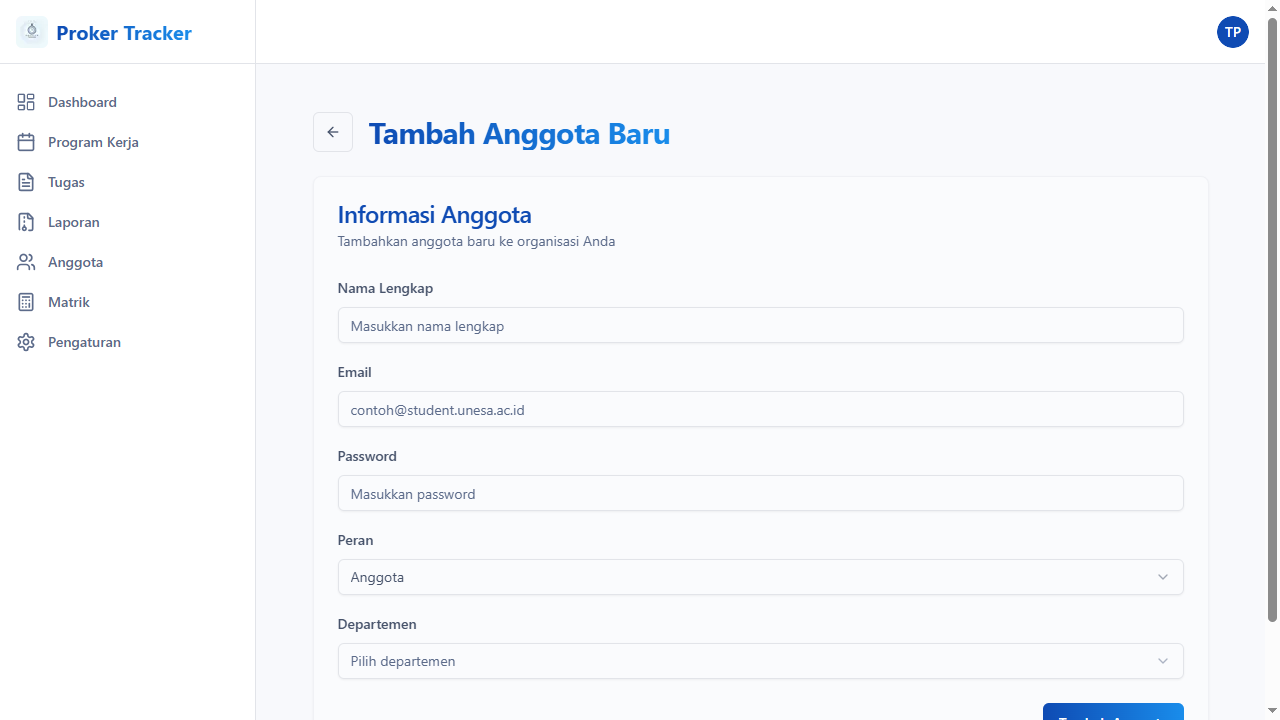 Proker Tracker
TP
Dashboard
Program Kerja
Tugas
Laporan
Anggota
Matrik
Pengaturan
Tambah Anggota Baru
Informasi Anggota
Tambahkan anggota baru ke organisasi Anda
Nama Lengkap
Masukkan nama lengkap
Email
contoh@student.unesa.ac.id
Password
Masukkan password
Peran
Anggota
Departemen
Pilih departemen
Tambah Anggota